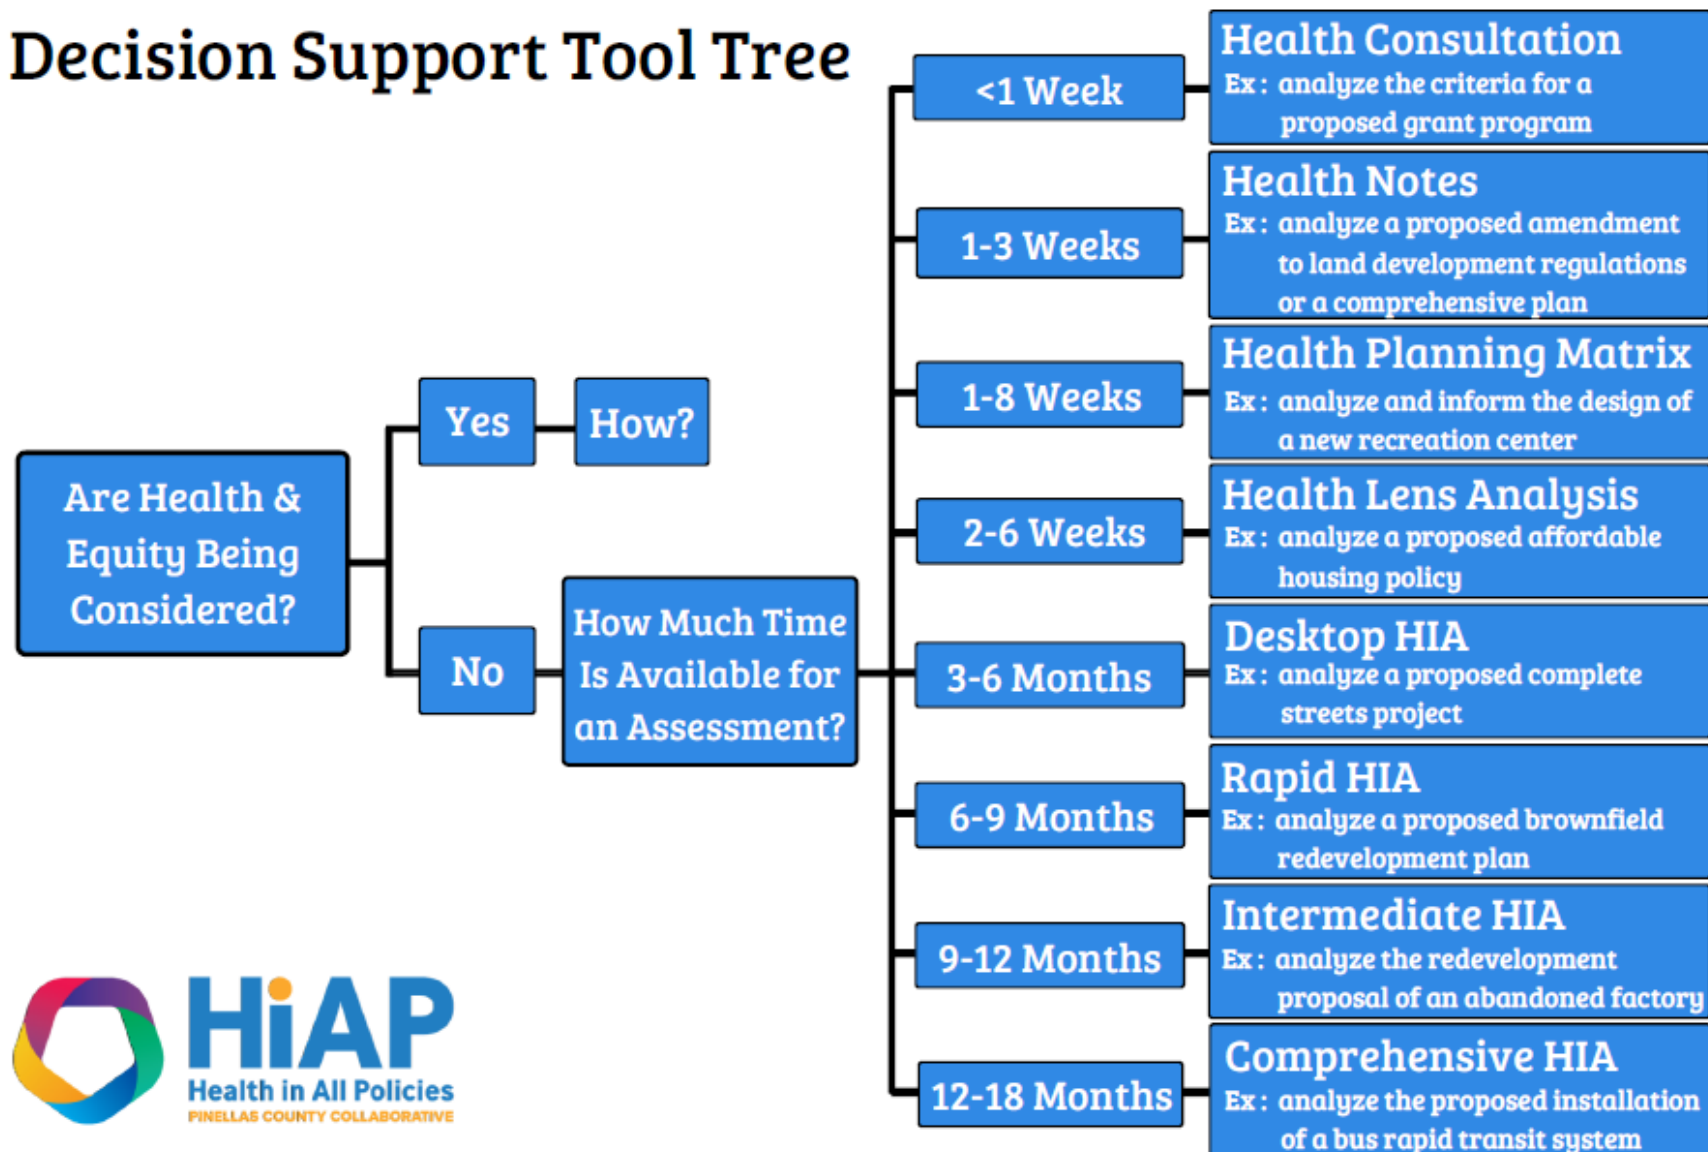 Decision Support Tool Tree
Are Health &
Equity Being
Considered?
Yes
How?
No
How Much Time
Is Available for
an Assessment?
<1 Week
Health Consultation
Ex: analyze the criteria for a
proposed grant program
1-3 Weeks
Health Notes
Ex: analyze a proposed amendment
to land development regulations
or a comprehensive plan
1-8 Weeks
Health Planning Matrix
Ex: analyze and inform the design of
a new recreation center
2-6 Weeks
Health Lens Analysis
Ex: analyze a proposed affordable
housing policy
3-6 Months
Desktop HIA
Ex: analyze a proposed complete
streets project
6-9 Months
Rapid HIA
Ex: analyze a proposed brownfield
redevelopment plan
9-12 Months
Intermediate HIA
Ex: analyze the redevelopment
proposal of an abandoned factory
12-18 Months
Comprehensive HIA
Ex: analyze the proposed installation
of a bus rapid transit system
HiAP
Health in All Policies
PINELLAS COUNTY COLLABORATIVE